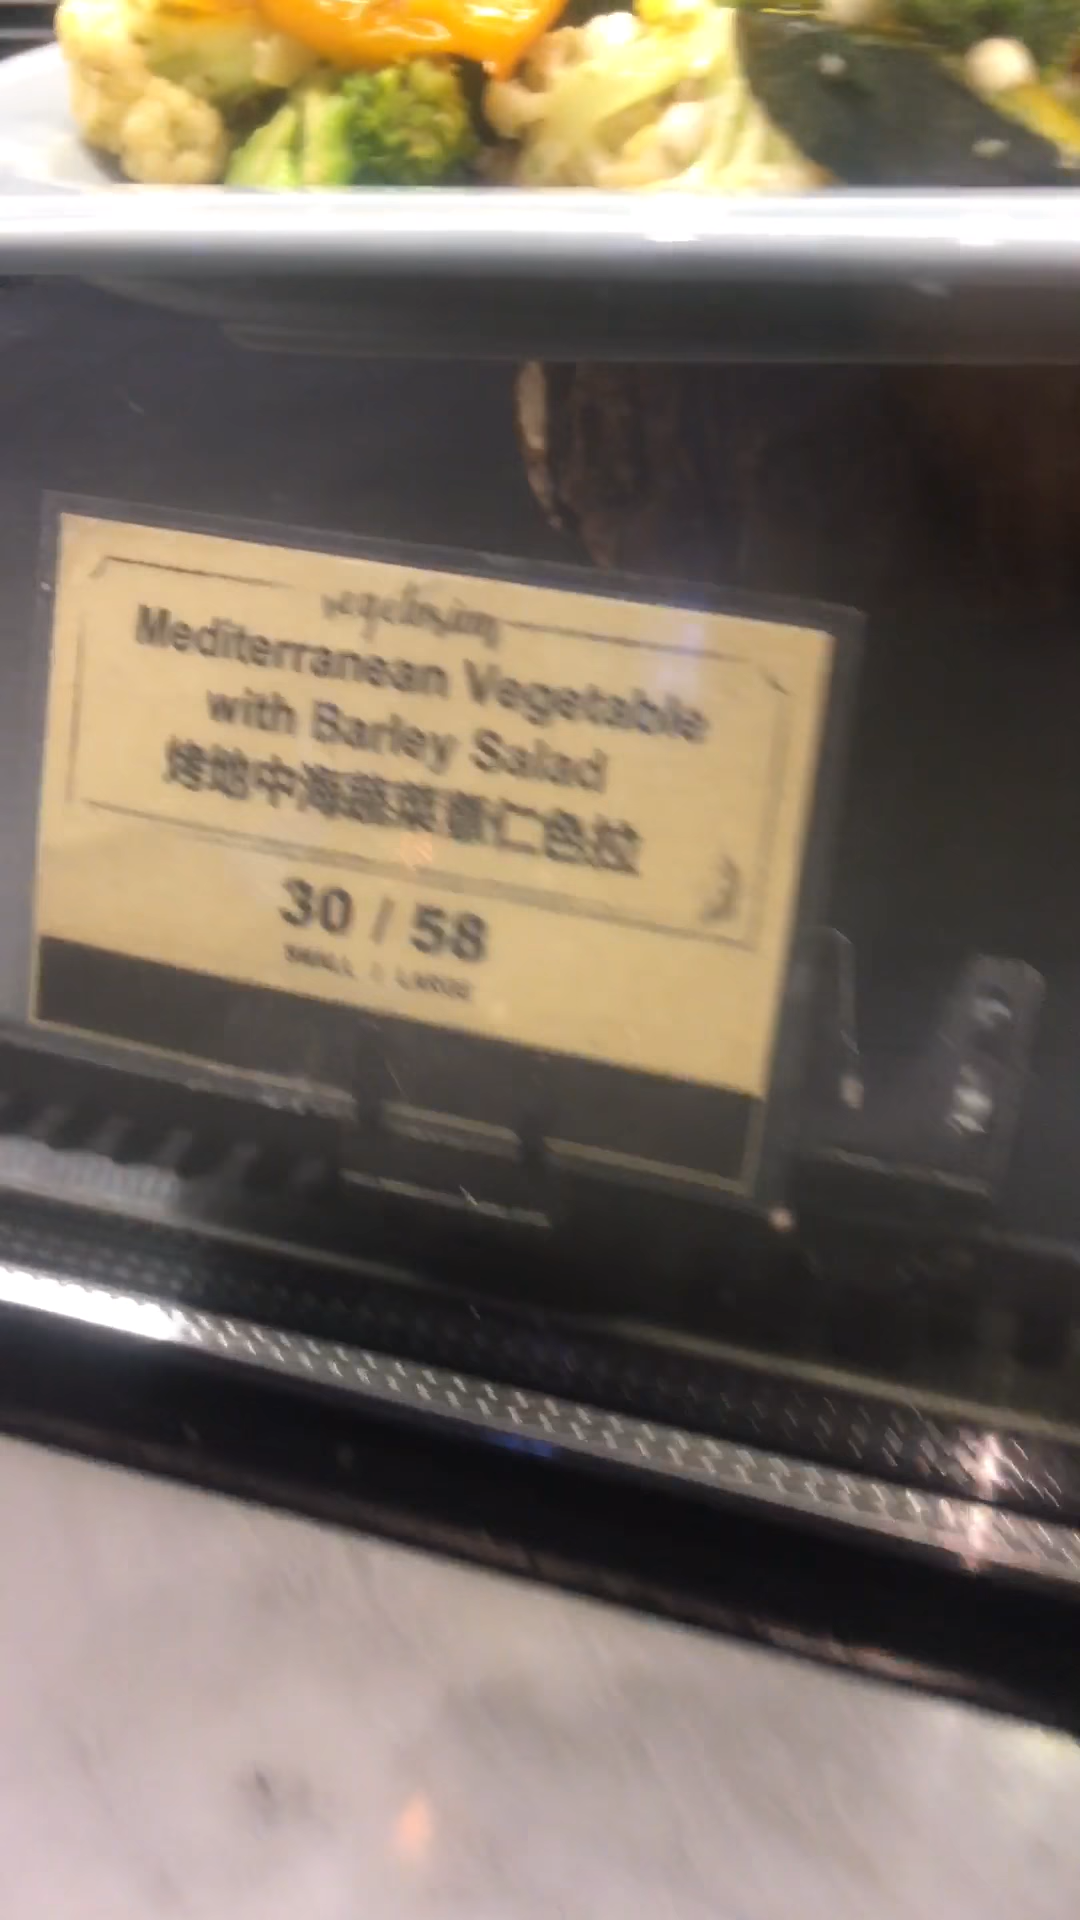 vegetarian
Mediterranean Vegetable
with Barley Salad
烤地中海蔬菜薏仁色拉
30 / 58
SMALL / LARGE